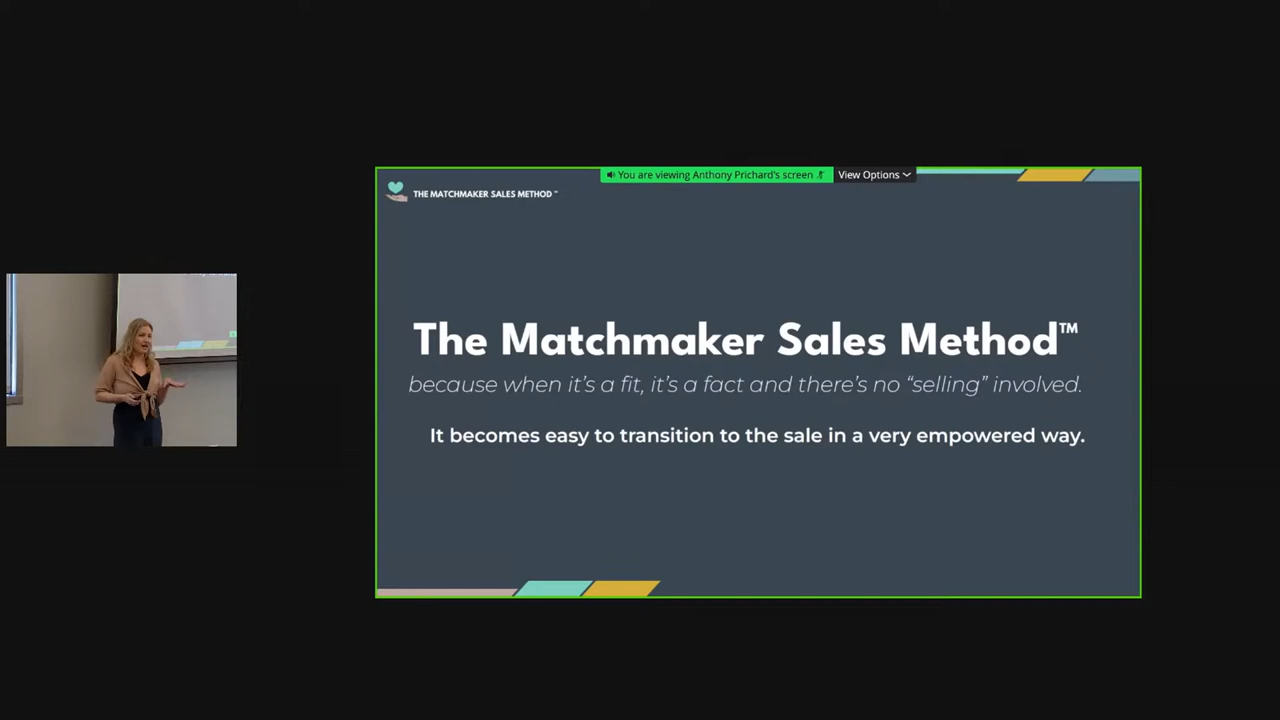 You are viewing Anthony Prichard's screen
View Options
THE MATCHMAKER SALES METHOD™
The Matchmaker Sales Method™
because when it's a fit, it's a fact and there's no “selling” involved.
It becomes easy to transition to the sale in a very empowered way.